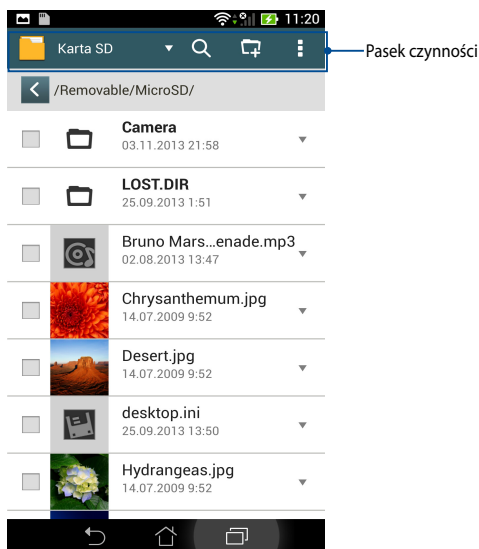 11:20
Karta SD
Pasek czynności
/Removable/MicroSD/
Camera
03.11.2013 21:58
LOST.DIR
25.09.2013 1:51
Bruno Mars...enade.mp3
02.08.2013 13:47
Chrysanthemum.jpg
14.07.2009 9:52
Desert.jpg
14.07.2009 9:52
desktop.ini
25.09.2013 13:50
Hydrangeas.jpg
14.07.2009 9:52